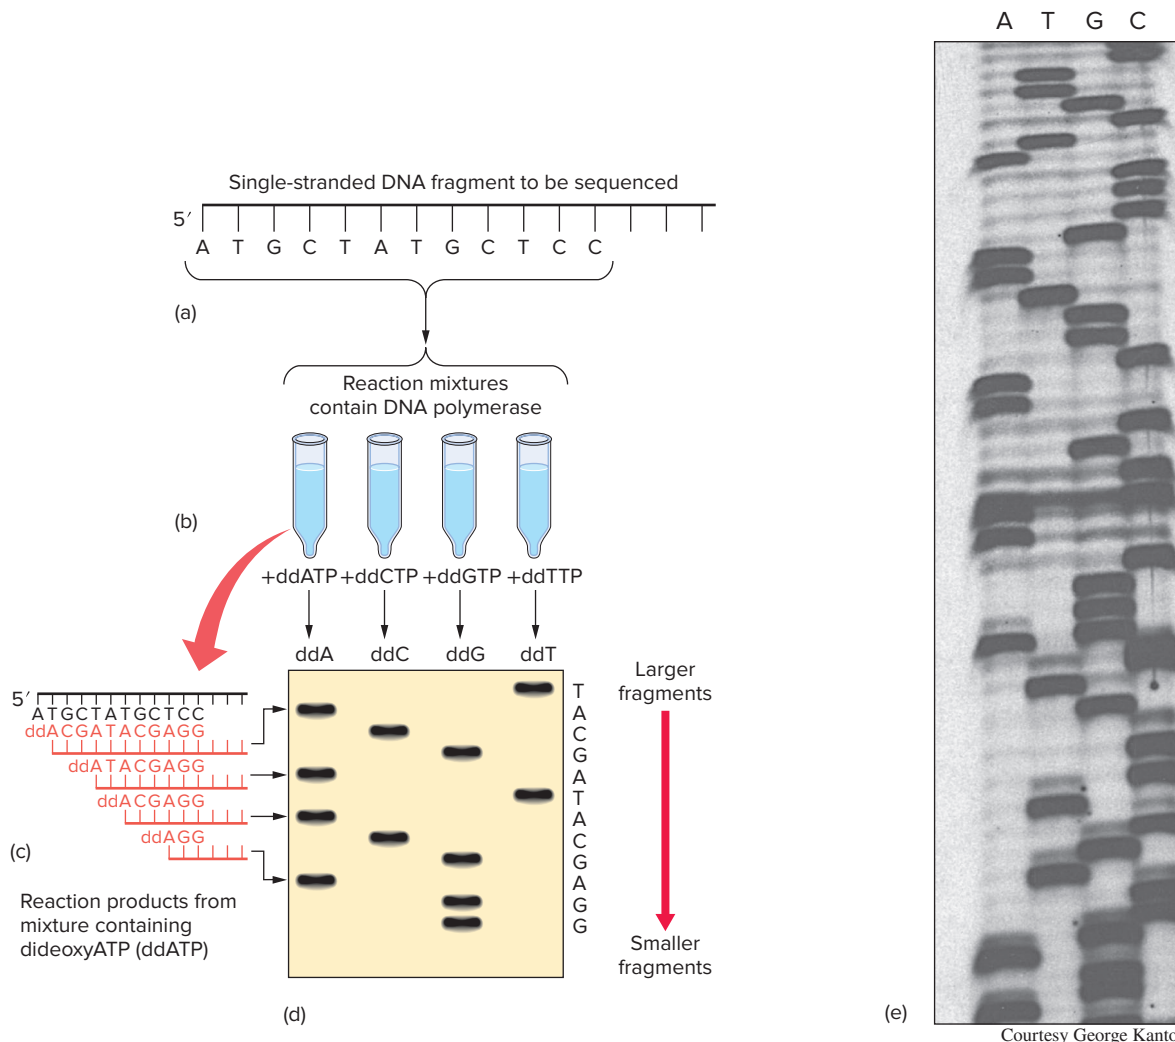 A T G C
Single-stranded DNA fragment to be sequenced
5′
A T G C T A T G C T C C
(a)
Reaction mixtures
contain DNA polymerase
(b)
+ddATP +ddCTP +ddGTP +ddTTP
ddA ddC ddG ddT
5′
ATGCTATGCTCC
ddACGATACGAGG
ddATACGAGG
ddACGAGG
ddAGG
(c)
Reaction products from
mixture containing
dideoxyATP (ddATP)
T
A
C
G
A
T
A
C
G
A
G
G
(d)
Larger
fragments
Smaller
fragments
(e)
Courtesy George Kanto